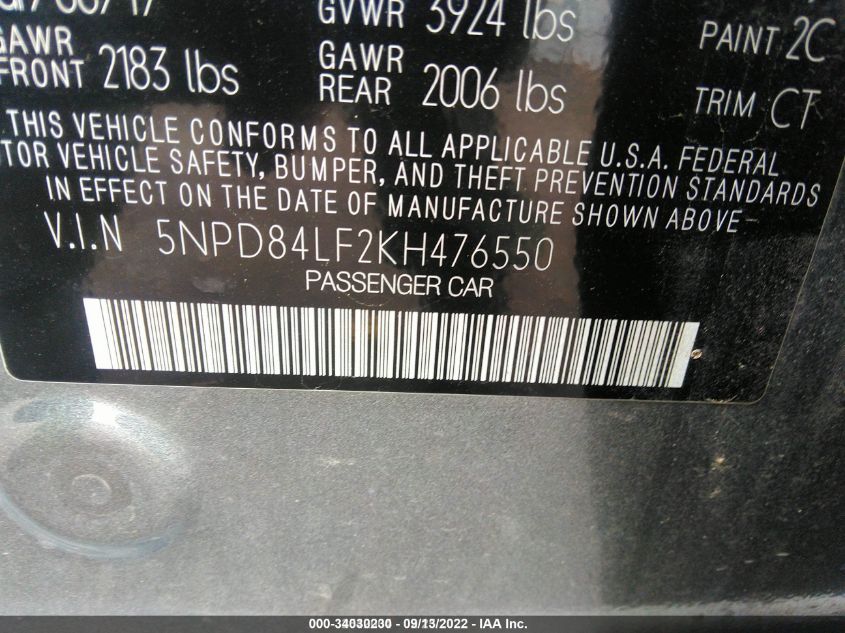 GVWR 3924 lbs PAINT 2C
GAWR FRONT 2183 lbs GAWR REAR 2006 lbs TRIM CT
THIS VEHICLE CONFORMS TO ALL APPLICABLE U.S.A. FEDERAL
TOR VEHICLE SAFETY, BUMPER, AND THEFT PREVENTION STANDARDS
IN EFFECT ON THE DATE OF MANUFACTURE SHOWN ABOVE
V.I.N 5NPD84LF2KH476550
PASSENGER CAR
000-34030230 - 09/13/2022 - IAA Inc.